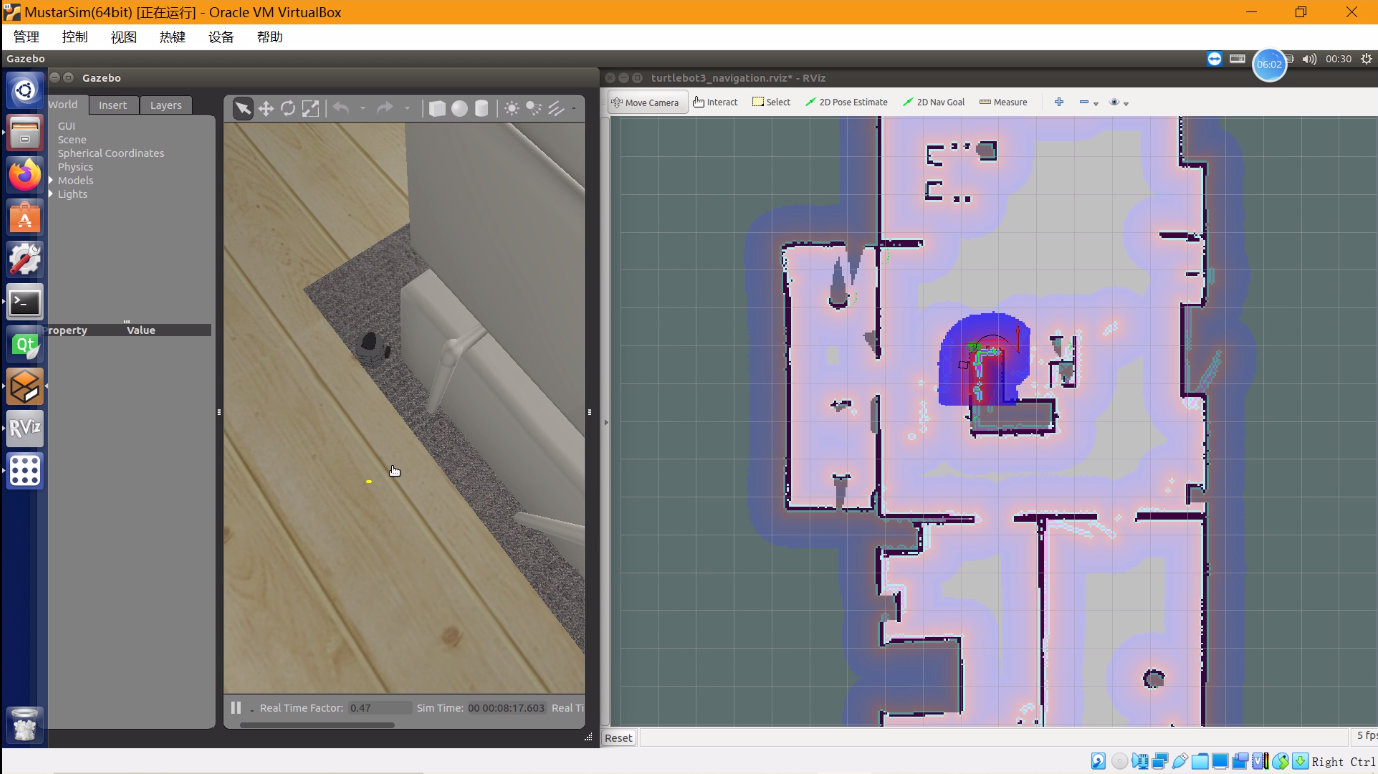 MustarSim(64bit) [正在运行] - Oracle VM VirtualBox
管理 控制 视图 热键 设备 帮助
Gazebo
06:02
00:30
Gazebo
turtlebot3_navigation.rviz* - RViz
World Insert Layers
Move Camera Interact Select 2D Pose Estimate 2D Nav Goal Measure
GUI
Scene
Spherical Coordinates
Physics
Models
Lights
roperty Value
Qt
RViz
Real Time Factor: 0.47 Sim Time: 00 00:08:17.603 Real Ti
Reset
5 fps
Right Ctrl